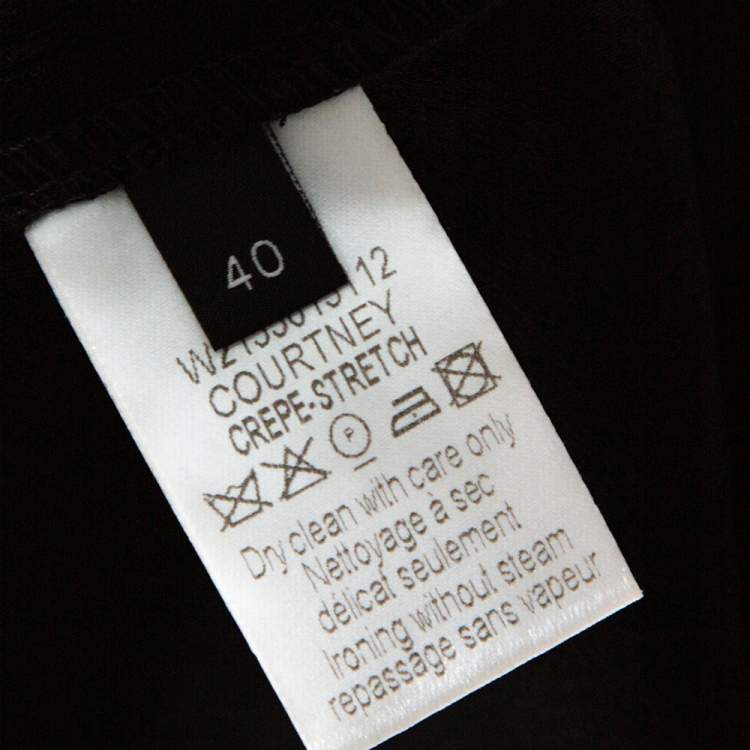 40
COURTNEY
CREPE-STRETCH
P
Dry clean with care only
Nettoyage à sec
délicat seulement
Ironing without steam
repassage sans vapeur